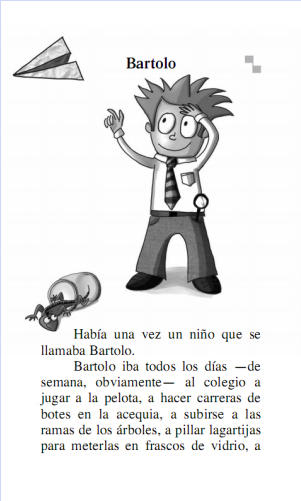 Bartolo
Había una vez un niño que se
llamaba Bartolo.
Bartolo iba todos los días —de
semana, obviamente— al colegio a
jugar a la pelota, a hacer carreras de
botes en la acequia, a subirse a las
ramas de los árboles, a pillar lagartijas
para meterlas en frascos de vidrio, a